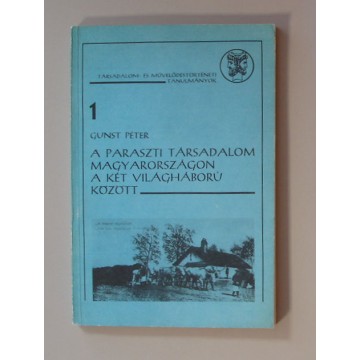 TÁRSADALOM- ÉS MŰVELŐDÉSTÖRTÉNETI
TANULMÁNYOK
1
GUNST PÉTER
A PARASZTI TÁRSADALOM
MAGYARORSZÁGON
A KÉT VILÁGHÁBORÚ
KÖZÖTT